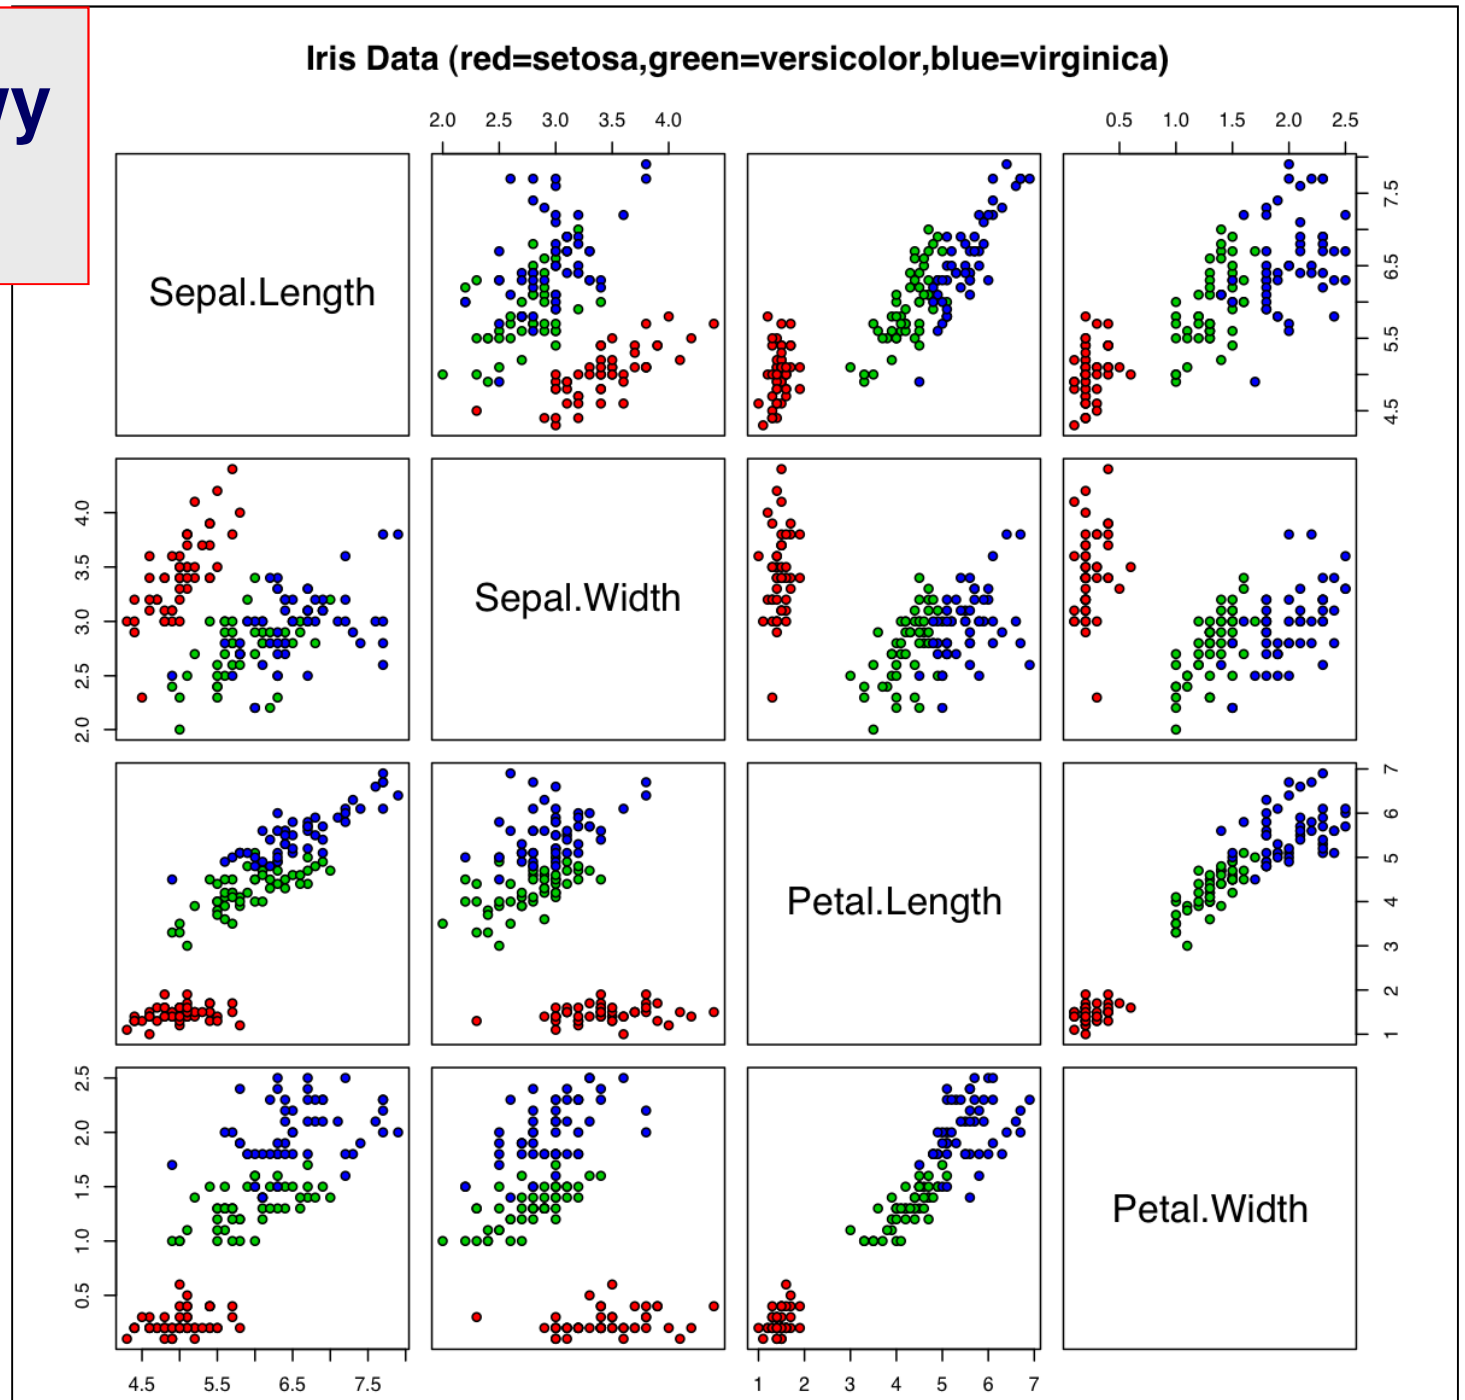 vy
Iris Data (red=setosa,green=versicolor,blue=virginica)
2.0 2.5 3.0 3.5 4.0
0.5 1.0 1.5 2.0 2.5
Sepal.Length
4.5 5.5 6.5 7.5
2.0 2.5 3.0 3.5 4.0
Sepal.Width
Petal.Length
1 2 3 4 5 6 7
0.5 1.0 1.5 2.0 2.5
Petal.Width
4.5 5.5 6.5 7.5
1 2 3 4 5 6 7